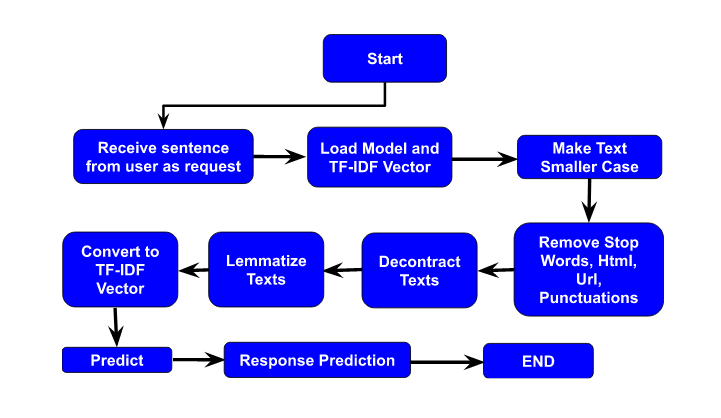 Start
Receive sentence
from user as request
Load Model and
TF-IDF Vector
Make Text
Smaller Case
Remove Stop
Words, Html,
Url,
Punctuations
Decontract
Texts
Lemmatize
Texts
Convert to
TF-IDF
Vector
Predict
Response Prediction
END